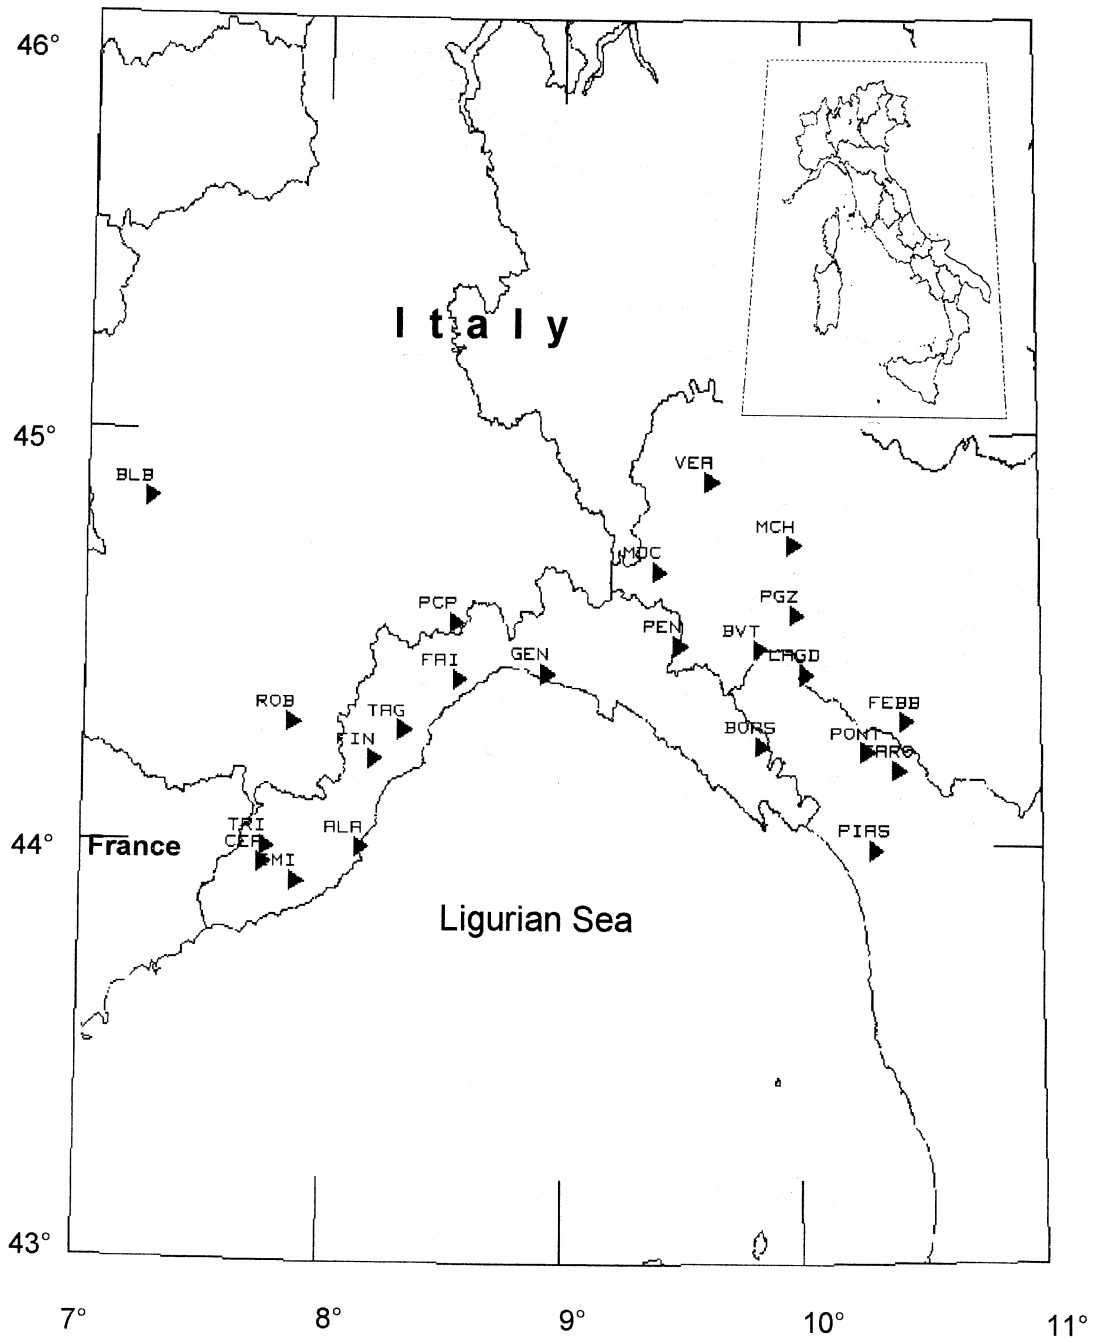 46°
Italy
45°
BLB
VER
MCH
MOC
PCP
PGZ
PEN
BVT
FAI
GEN
LAGD
ROB
TAG
FEBB
FIN
BORS
PONT
TRI
ALA
PIAS
44°
France
Ligurian Sea
43°
7° 8° 9° 10° 11°